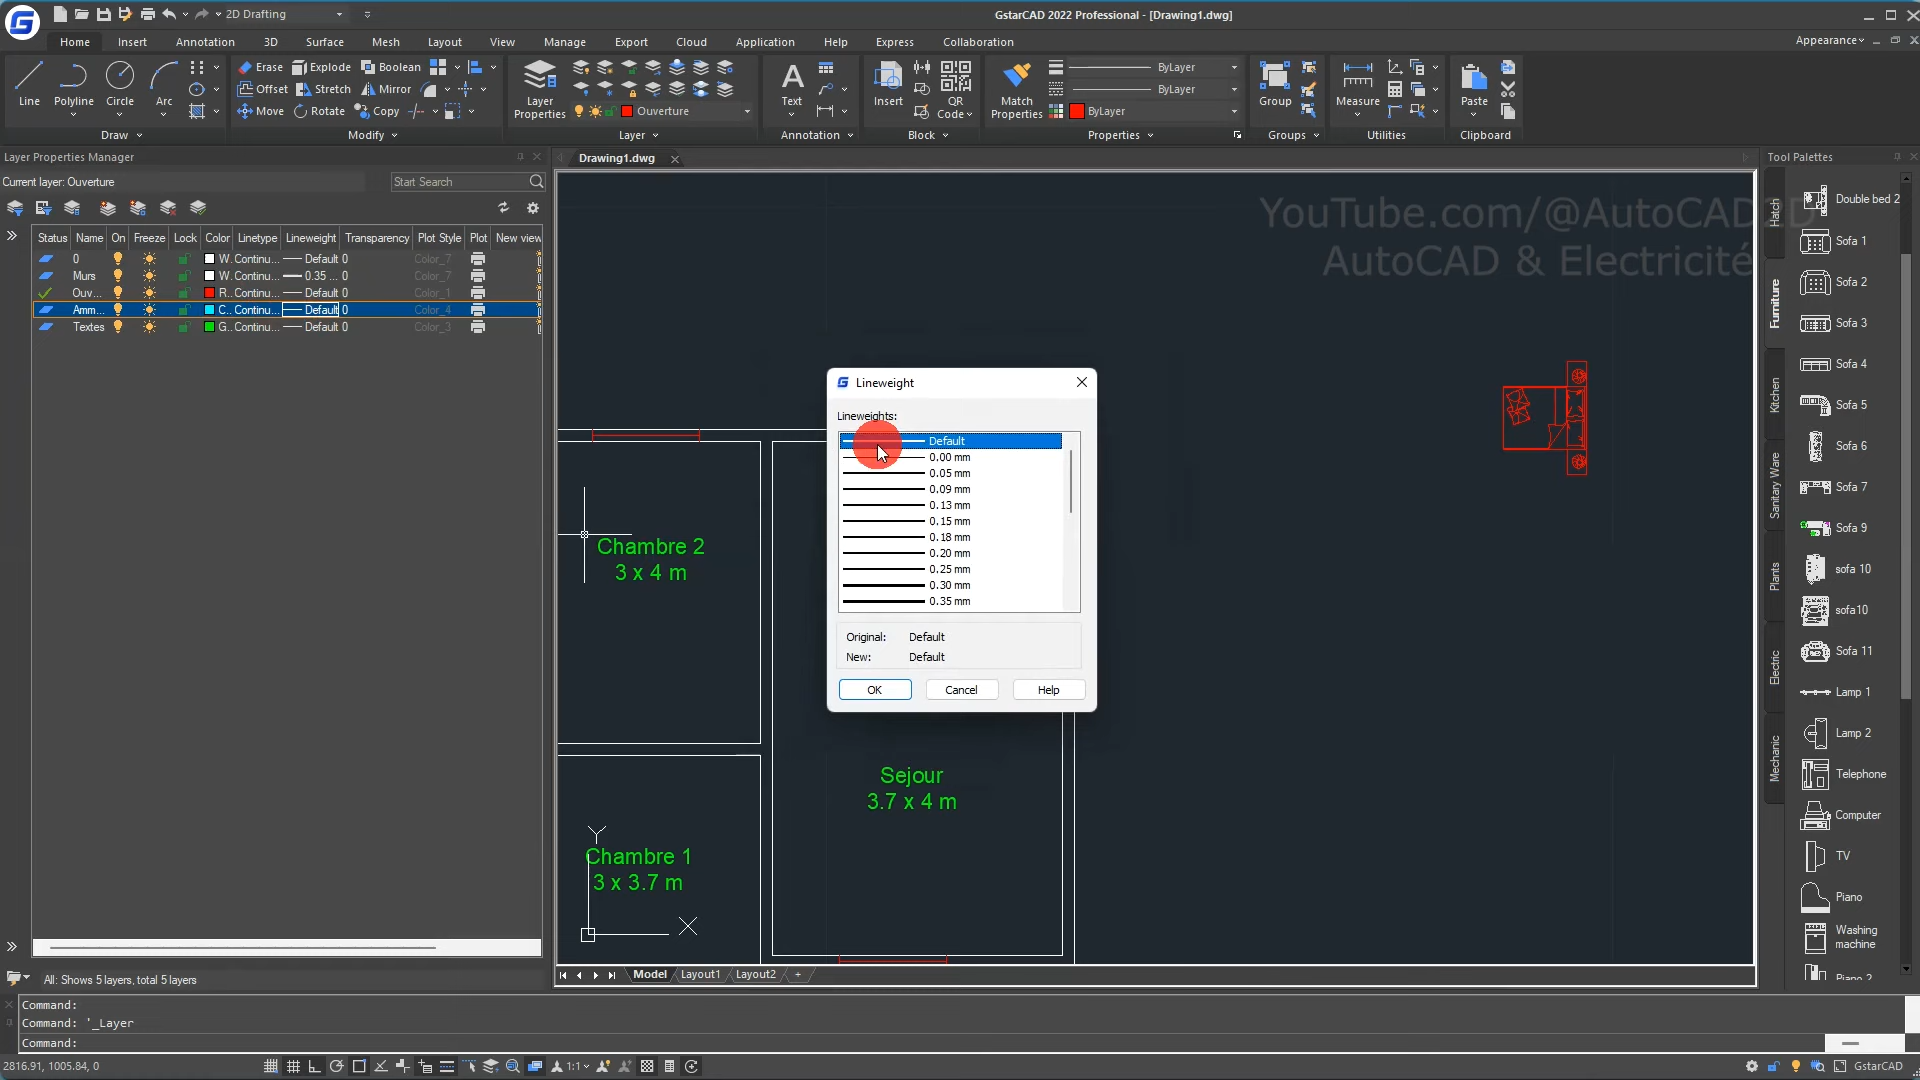 2D Drafting
GstarCAD 2022 Professional - [Drawing1.dwg]
Home Insert Annotation 3D Surface Mesh Layout View Manage Export Cloud Application Help Express Collaboration
Appearance
Line Polyline Circle Arc
Draw
Erase Explode Boolean
Offset Stretch Mirror
Move Rotate Copy
Modify
Layer Properties
Ouverture
Layer
Text
Annotation
Insert
QR Code
Block
Match Properties
ByLayer
ByLayer
ByLayer
Properties
Group
Groups
Measure
Utilities
Paste
Clipboard
Layer Properties Manager
Current layer: Ouverture
Start Search
Status Name On Freeze Lock Color Linetype Lineweight Transparency Plot Style Plot New view
0 W. Continu... Default 0 Color_7
Murs W. Continu... 0.35 ... 0 Color_7
Ouv... R.. Continu... Default 0 Color_1
Amm... C.. Continu... Default 0 Color_4
Textes G.. Continu... Default 0 Color_3
All: Shows 5 layers, total 5 layers
Drawing1.dwg
YouTube.com/@AutoCAD2D
AutoCAD & Electricité
Chambre 2
3 x 4 m
Sejour
3.7 x 4 m
Y
Chambre 1
3 x 3.7 m
X
Lineweight
Lineweights:
Default
0.00 mm
0.05 mm
0.09 mm
0.13 mm
0.15 mm
0.18 mm
0.20 mm
0.25 mm
0.30 mm
0.35 mm
Original: Default
New: Default
OK Cancel Help
Model Layout1 Layout2 +
Tool Palettes
Hatch
Furniture
Kitchen
Sanitary Ware
Plants
Electric
Mechanic
Double bed 2
Sofa 1
Sofa 2
Sofa 3
Sofa 4
Sofa 5
Sofa 6
Sofa 7
Sofa 9
sofa 10
sofa10
Sofa 11
Lamp 1
Lamp 2
Telephone
Computer
TV
Piano
Washing machine
Piano 2
Command:
Command: '_Layer
Command:
2816.91, 1005.84, 0
1:1
GstarCAD